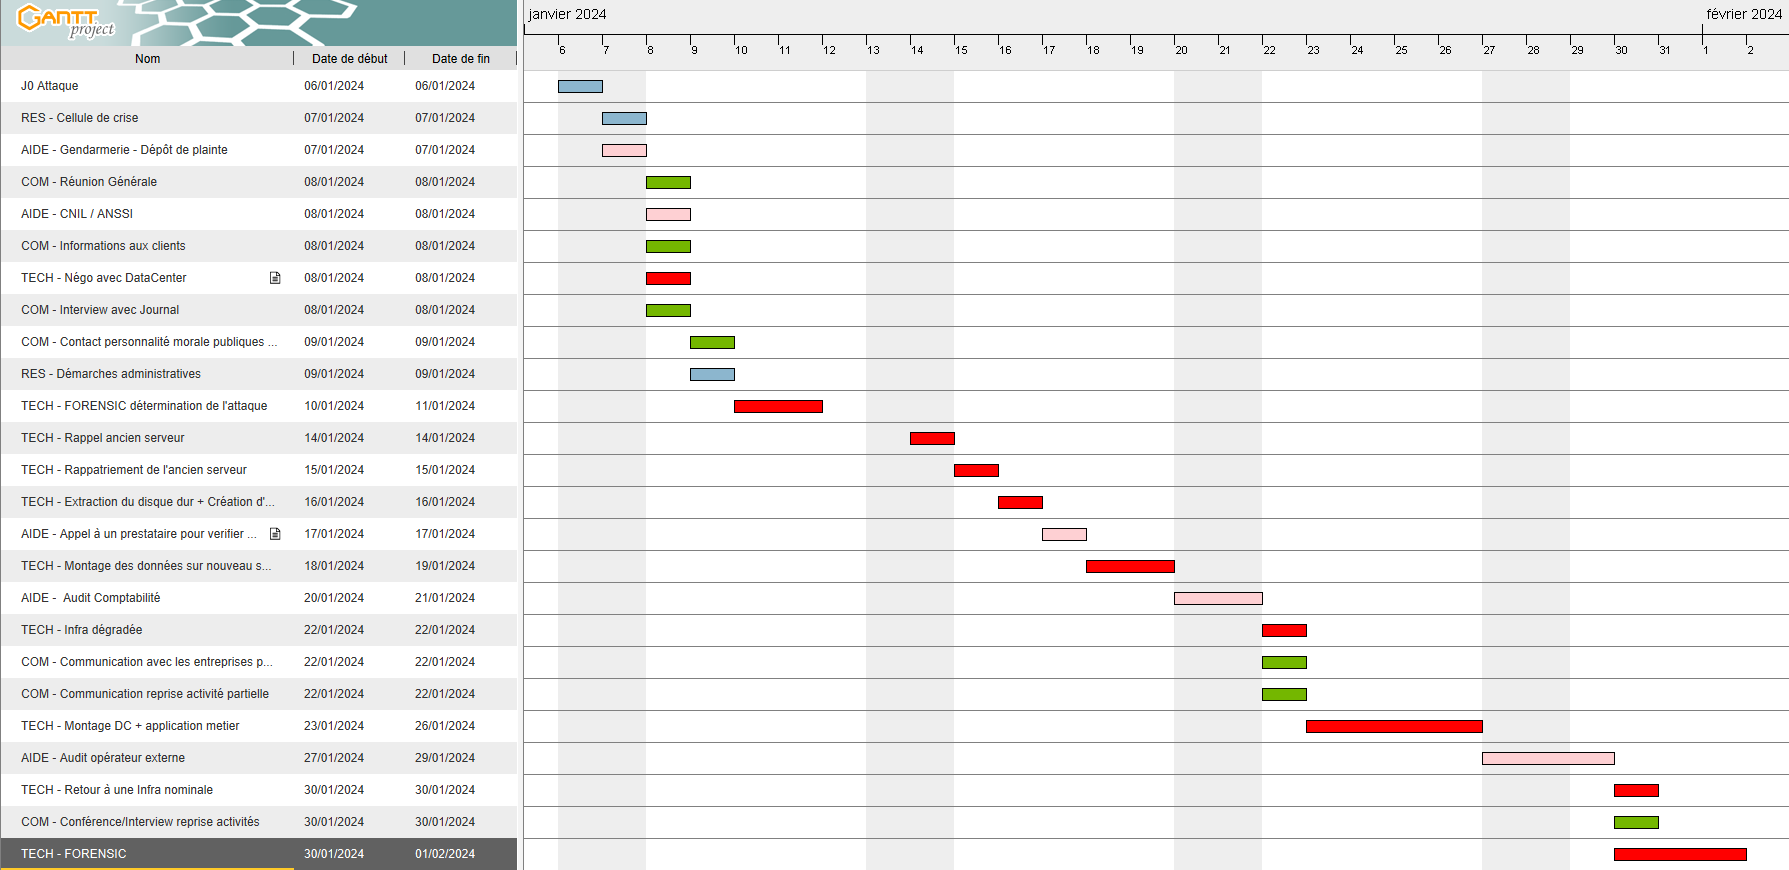 GANTT
project
janvier 2024
février 2024
Nom Date de début Date de fin
6 7 8 9 10 11 12 13 14 15 16 17 18 19 20 21 22 23 24 25 26 27 28 29 30 31 1 2
J0 Attaque 06/01/2024 06/01/2024
RES - Cellule de crise 07/01/2024 07/01/2024
AIDE - Gendarmerie - Dépôt de plainte 07/01/2024 07/01/2024
COM - Réunion Générale 08/01/2024 08/01/2024
AIDE - CNIL / ANSSI 08/01/2024 08/01/2024
COM - Informations aux clients 08/01/2024 08/01/2024
TECH - Négo avec DataCenter 08/01/2024 08/01/2024
COM - Interview avec Journal 08/01/2024 08/01/2024
COM - Contact personnalité morale publiques ... 09/01/2024 09/01/2024
RES - Démarches administratives 09/01/2024 09/01/2024
TECH - FORENSIC détermination de l'attaque 10/01/2024 11/01/2024
TECH - Rappel ancien serveur 14/01/2024 14/01/2024
TECH - Rappatriement de l'ancien serveur 15/01/2024 15/01/2024
TECH - Extraction du disque dur + Création d'... 16/01/2024 16/01/2024
AIDE - Appel à un prestataire pour verifier ... 17/01/2024 17/01/2024
TECH - Montage des données sur nouveau s... 18/01/2024 19/01/2024
AIDE - Audit Comptabilité 20/01/2024 21/01/2024
TECH - Infra dégradée 22/01/2024 22/01/2024
COM - Communication avec les entreprises p... 22/01/2024 22/01/2024
COM - Communication reprise activité partielle 22/01/2024 22/01/2024
TECH - Montage DC + application metier 23/01/2024 26/01/2024
AIDE - Audit opérateur externe 27/01/2024 29/01/2024
TECH - Retour à une Infra nominale 30/01/2024 30/01/2024
COM - Conférence/Interview reprise activités 30/01/2024 30/01/2024
TECH - FORENSIC 30/01/2024 01/02/2024